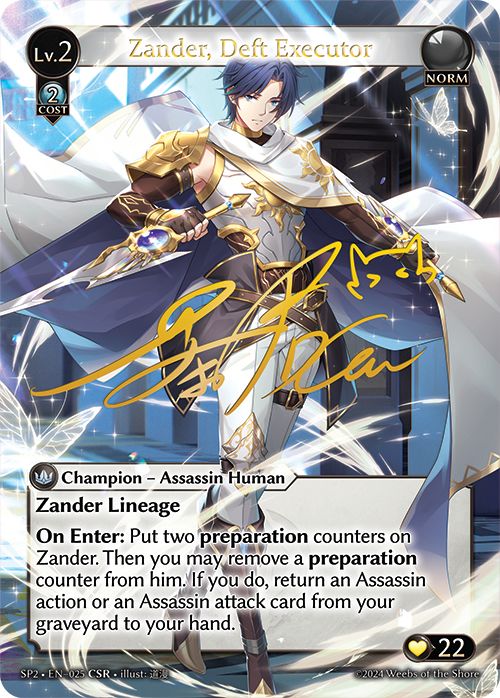 Lv.2
Zander, Deft Executor
NORM
2
COST
Champion – Assassin Human
Zander Lineage
On Enter: Put two preparation counters on
Zander. Then you may remove a preparation
counter from him. If you do, return an Assassin
action or an Assassin attack card from your
graveyard to your hand.
22
SP2 • EN-025 CSR • illust: 道漫
©2024 Weebs of the Shore